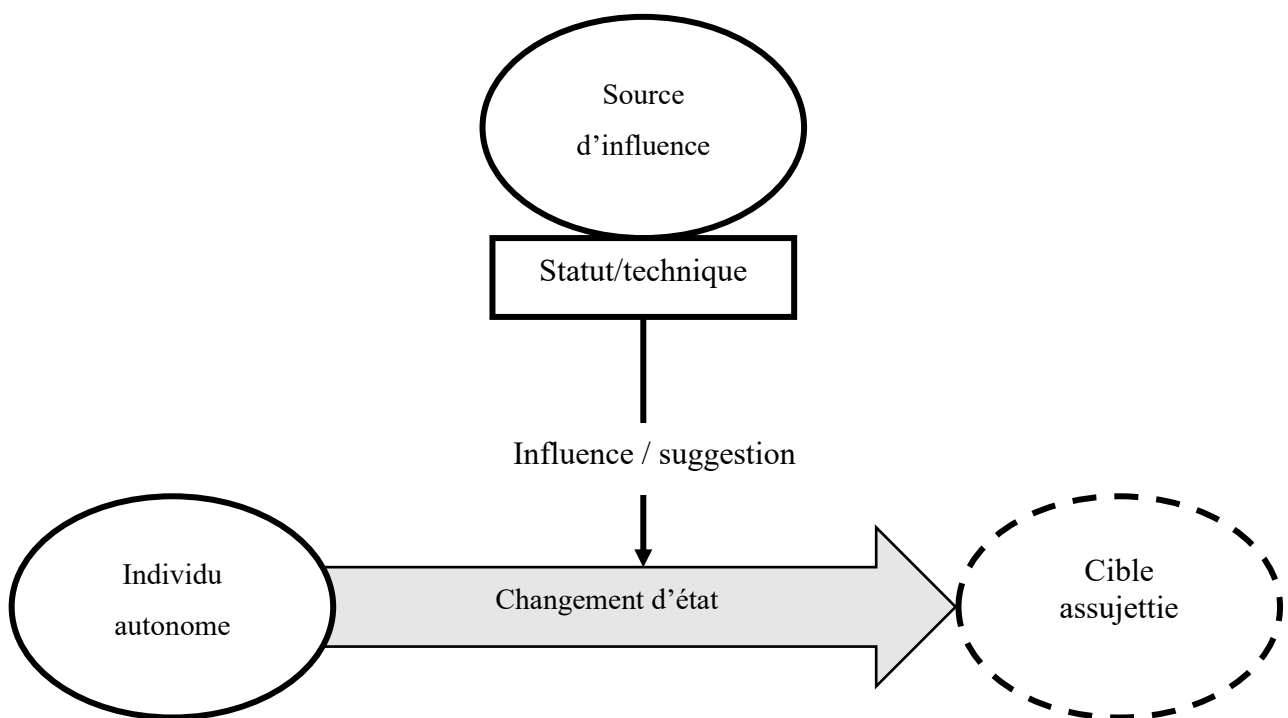 Source
d’influence
Statut/technique
Influence / suggestion
Individu
autonome
Changement d’état
Cible
assujettie